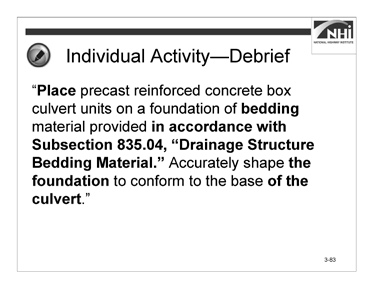 NHI
NATIONAL HIGHWAY INSTITUTE
Individual Activity—Debrief
“Place precast reinforced concrete box
culvert units on a foundation of bedding
material provided in accordance with
Subsection 835.04, “Drainage Structure
Bedding Material.” Accurately shape the
foundation to conform to the base of the
culvert.”
3-83